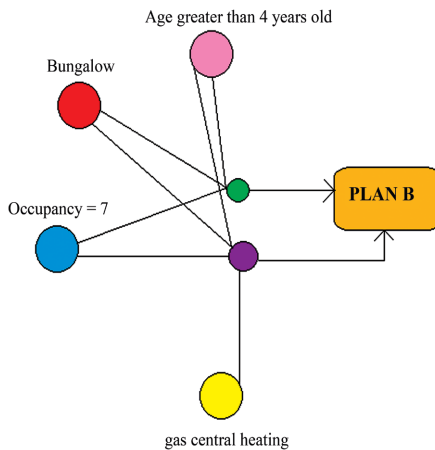 Age greater than 4 years old
Bungalow
PLAN B
Occupancy = 7
gas central heating